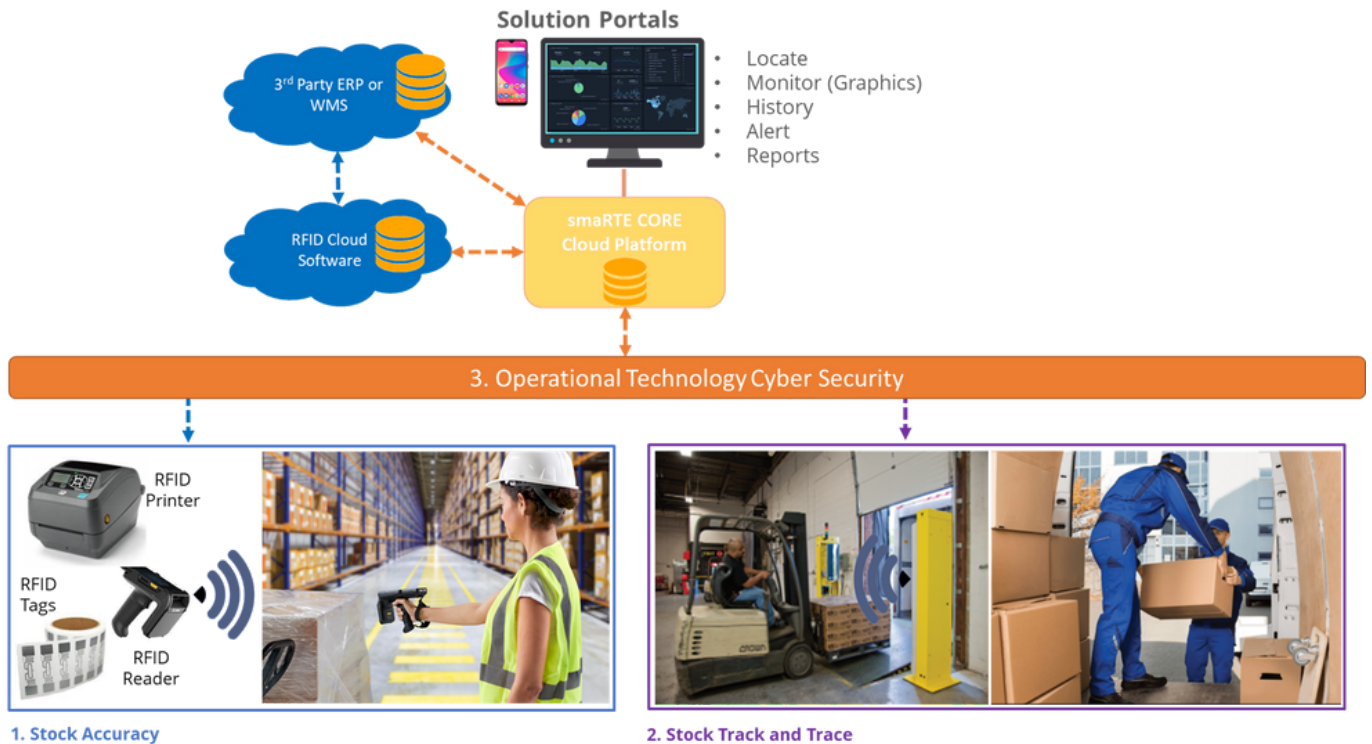 Solution Portals
3rd Party ERP or
WMS
• Locate
• Monitor (Graphics)
• History
• Alert
• Reports
RFID Cloud
Software
smaRTE CORE
Cloud Platform
3. Operational Technology Cyber Security
RFID
Printer
RFID
Tags
RFID
Reader
CROWN
1. Stock Accuracy
2. Stock Track and Trace